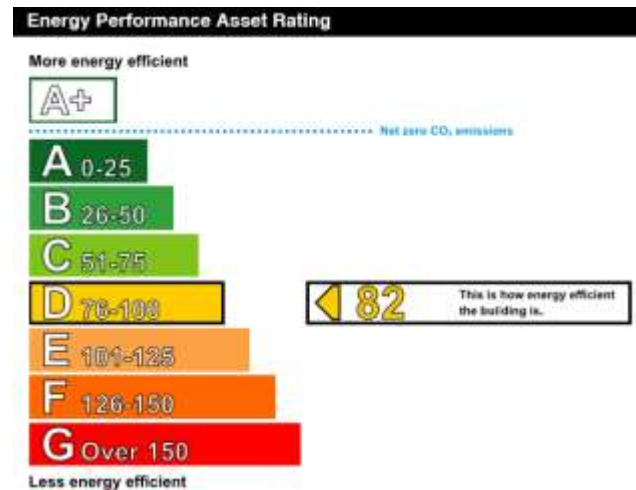 Energy Performance Asset Rating
More energy efficient
A+
Net zero CO₂ emissions
A 0-25
B 26-50
C 51-75
D 76-100
82
This is how energy efficient
the building is.
E 101-125
F 126-150
G Over 150
Less energy efficient